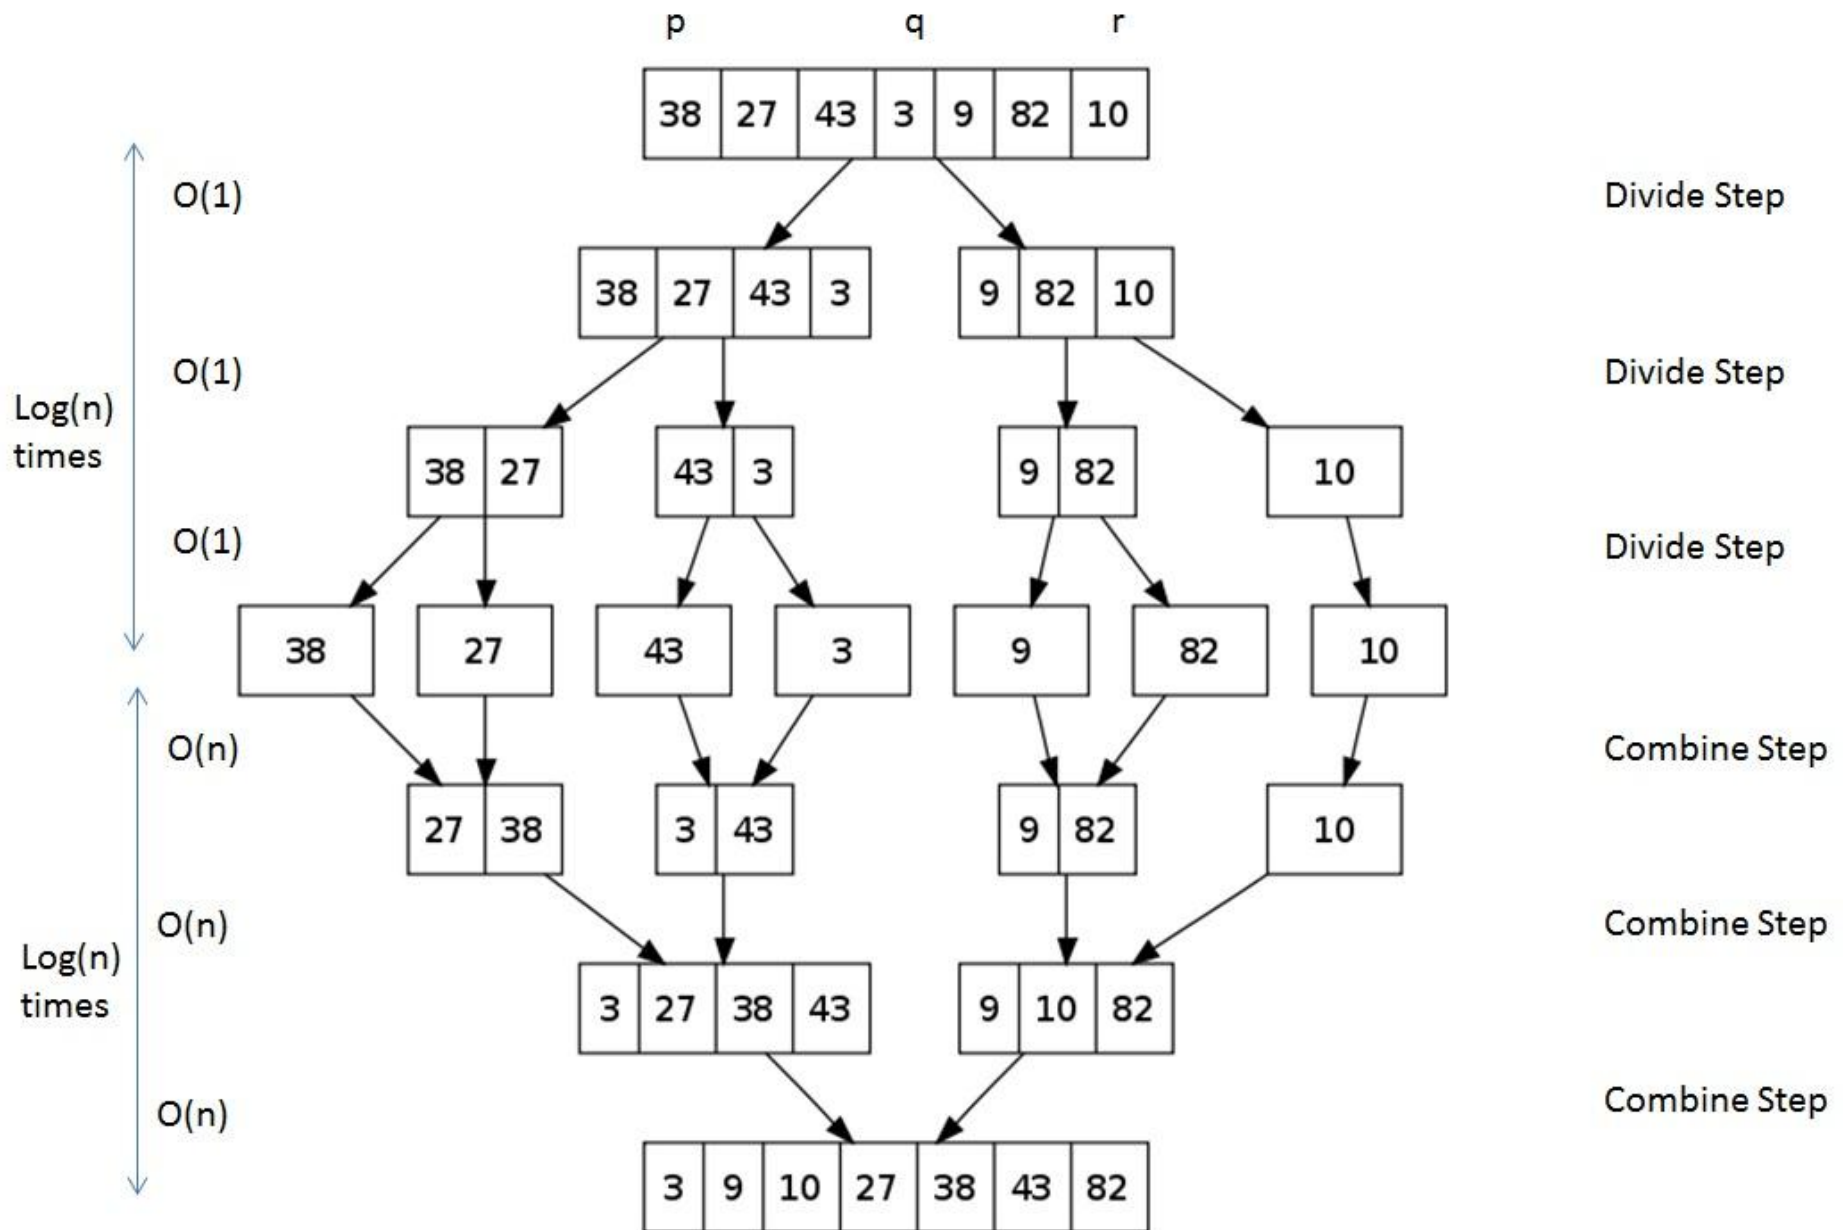 p q r
38 27 43 3 9 82 10
O(1) Divide Step
38 27 43 3 9 82 10
O(1) Divide Step
Log(n)
times
38 27 43 3 9 82 10
O(1) Divide Step
38 27 43 3 9 82 10
O(n) Combine Step
27 38 3 43 9 82 10
O(n) Combine Step
Log(n)
times
3 27 38 43 9 10 82
O(n) Combine Step
3 9 10 27 38 43 82